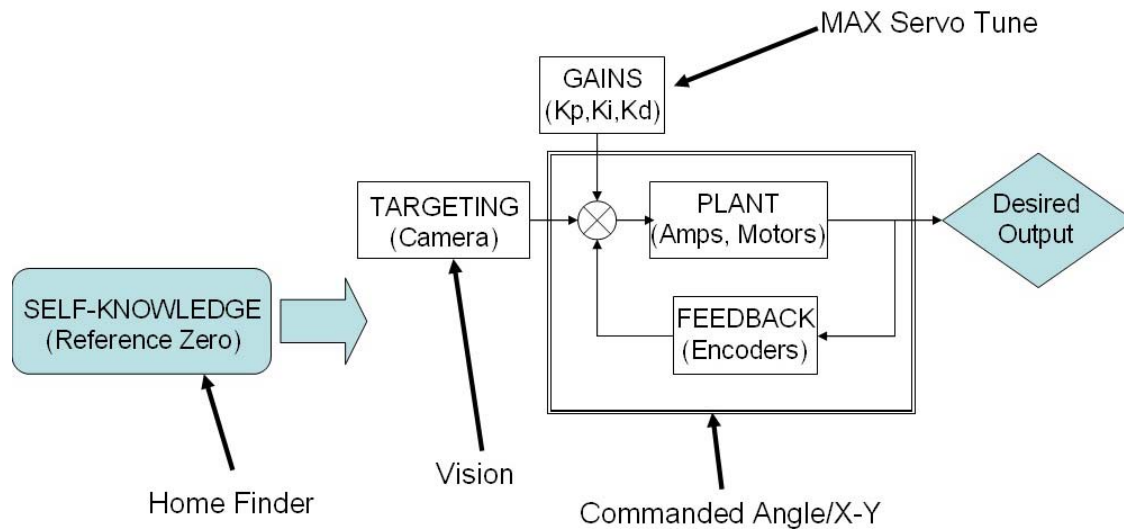 MAX Servo Tune
GAINS
(Kp,Ki,Kd)
TARGETING
(Camera)
PLANT
(Amps, Motors)
Desired
Output
SELF-KNOWLEDGE
(Reference Zero)
FEEDBACK
(Encoders)
Home Finder
Vision
Commanded Angle/X-Y